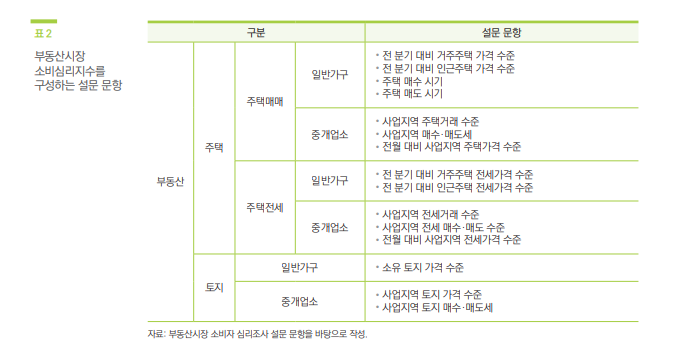 표 2
부동산시장
소비심리지수를
구성하는 설문 문항
구분
설문 문항
부동산
주택
주택매매
일반가구
• 전 분기 대비 거주주택 가격 수준
• 전 분기 대비 인근주택 가격 수준
• 주택 매수 시기
• 주택 매도 시기
중개업소
• 사업지역 주택거래 수준
• 사업지역 매수·매도세
• 전월 대비 사업지역 주택가격 수준
주택전세
일반가구
• 전 분기 대비 거주주택 전세가격 수준
• 전 분기 대비 인근주택 전세가격 수준
중개업소
• 사업지역 전세거래 수준
• 사업지역 전세 매수·매도 수준
• 전월 대비 사업지역 전세가격 수준
토지
일반가구
• 소유 토지 가격 수준
중개업소
• 사업지역 토지 가격 수준
• 사업지역 토지 매수·매도세
자료: 부동산시장 소비자 심리조사 설문 문항을 바탕으로 작성.